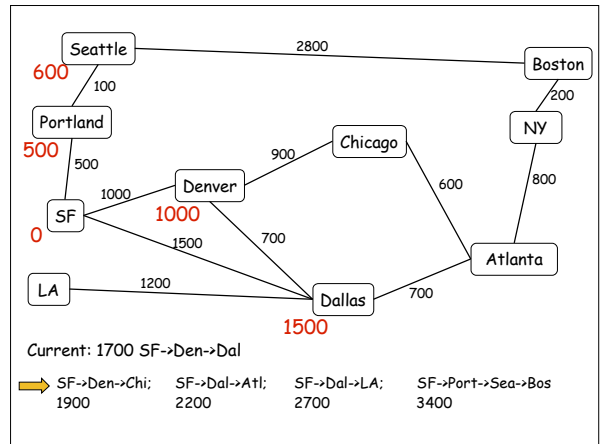 Seattle
2800
Boston
600
100
200
Portland
NY
500
Chicago
500
900
Denver
1000
600
800
SF
1000
0
1500
700
Atlanta
LA
1200
Dallas
700
1500
Current: 1700 SF->Den->Dal
SF->Den->Chi; SF->Dal->Atl; SF->Dal->LA; SF->Port->Sea->Bos
1900 2200 2700 3400